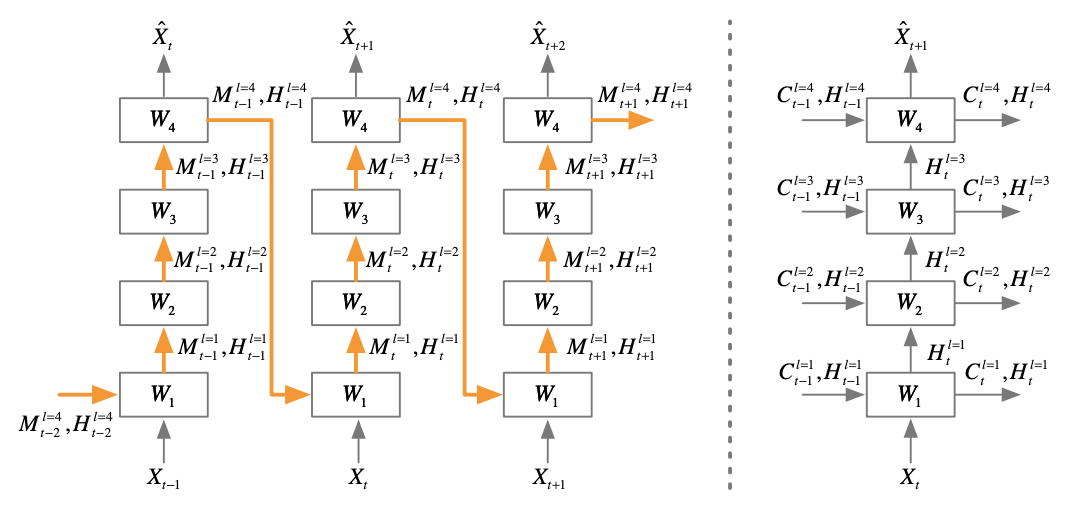 X̂_t X̂_{t+1} X̂_{t+2} X̂_{t+1}
M_{t-1}^{l=4},H_{t-1}^{l=4} M_t^{l=4},H_t^{l=4} M_{t+1}^{l=4},H_{t+1}^{l=4} C_{t-1}^{l=4},H_{t-1}^{l=4} C_t^{l=4},H_t^{l=4}
W_4 W_4 W_4 W_4
M_{t-1}^{l=3},H_{t-1}^{l=3} M_t^{l=3},H_t^{l=3} M_{t+1}^{l=3},H_{t+1}^{l=3} H_t^{l=3}
C_{t-1}^{l=3},H_{t-1}^{l=3} C_t^{l=3},H_t^{l=3}
W_3 W_3 W_3 W_3
M_{t-1}^{l=2},H_{t-1}^{l=2} M_t^{l=2},H_t^{l=2} M_{t+1}^{l=2},H_{t+1}^{l=2} H_t^{l=2}
C_{t-1}^{l=2},H_{t-1}^{l=2} C_t^{l=2},H_t^{l=2}
W_2 W_2 W_2 W_2
M_{t-1}^{l=1},H_{t-1}^{l=1} M_t^{l=1},H_t^{l=1} M_{t+1}^{l=1},H_{t+1}^{l=1} H_t^{l=1}
C_{t-1}^{l=1},H_{t-1}^{l=1} C_t^{l=1},H_t^{l=1}
W_1 W_1 W_1 W_1
M_{t-2}^{l=4},H_{t-2}^{l=4}
X_{t-1} X_t X_{t+1} X_t